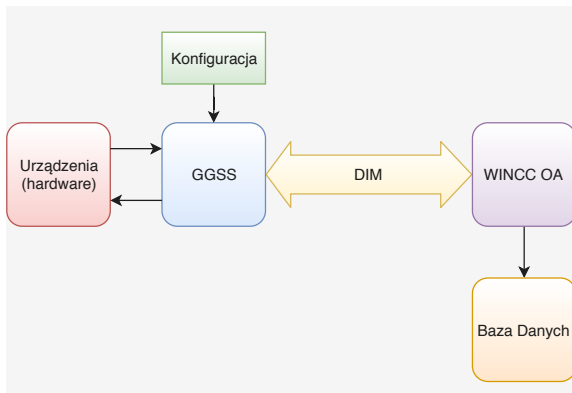 Konfiguracja
Urządzenia
(hardware)
GGSS
DIM
WINCC OA
Baza Danych